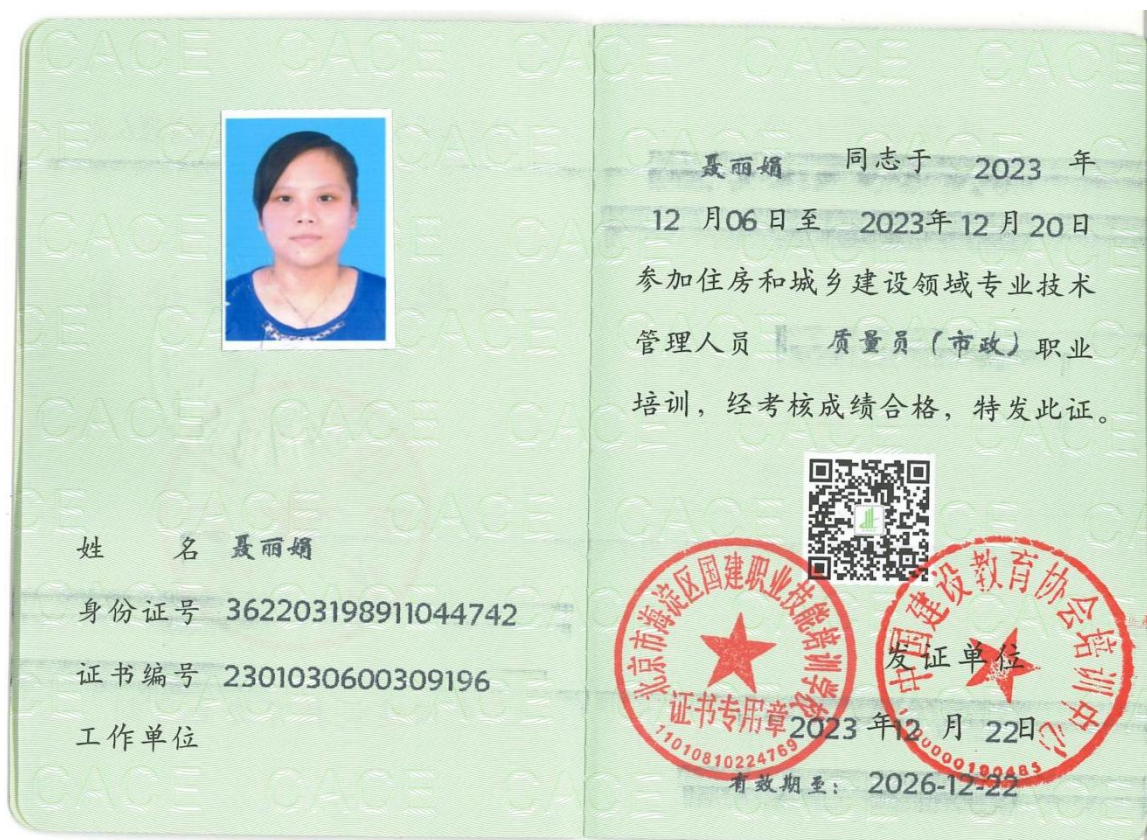 姓 名 聂丽娟
身份证号 362203198911044742
证书编号 2301030600309196
工作单位
聂丽娟 同志于 2023 年
12 月06日至 2023年12月20日
参加住房和城乡建设领域专业技术
管理人员 质量员（市政）职业
培训，经考核成绩合格，特发此证。
北京市海淀区国建职业技能培训学校
证书专用章
11010810224769
中国建设教育协会培训中心
发证单位
2023 年12 月 22日
有效期至： 2026-12-22
CACE